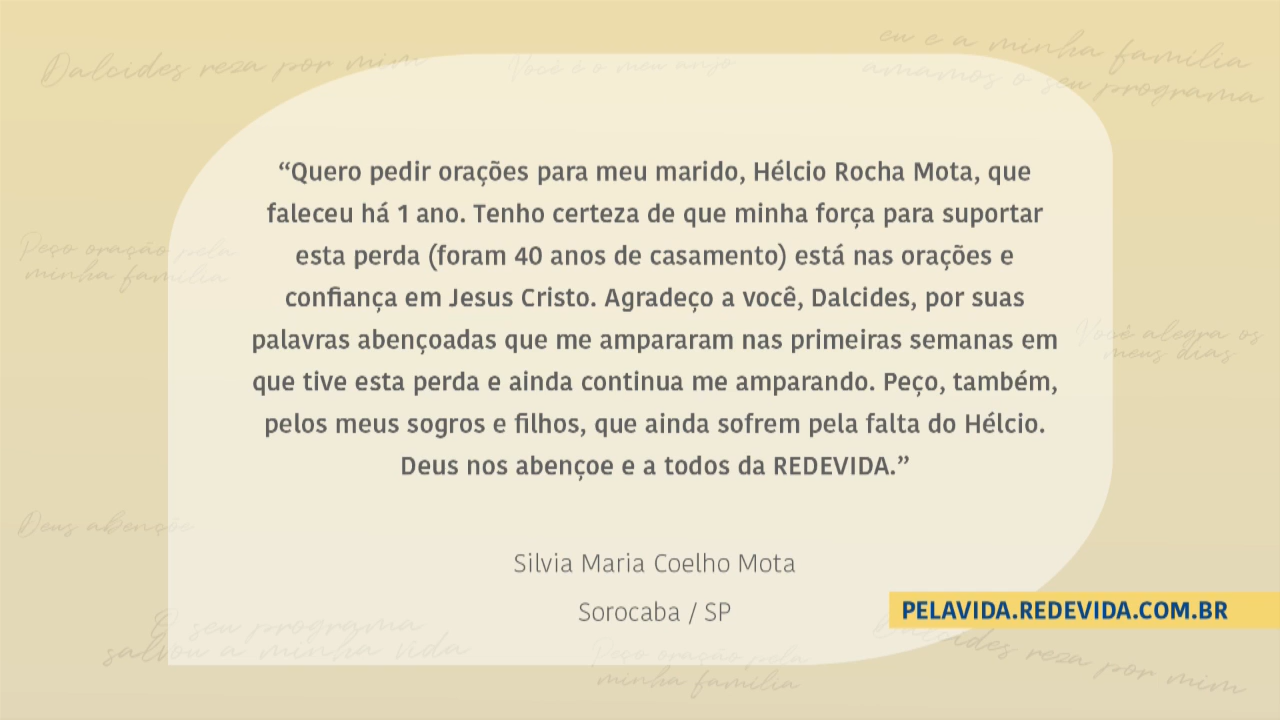 Dalcides reza por mim
Você é o meu anjo
eu e a minha família
amamos o seu programa
“Quero pedir orações para meu marido, Hélcio Rocha Mota, que
faleceu há 1 ano. Tenho certeza de que minha força para suportar
esta perda (foram 40 anos de casamento) está nas orações e
confiança em Jesus Cristo. Agradeço a você, Dalcides, por suas
palavras abençoadas que me ampararam nas primeiras semanas em
que tive esta perda e ainda continua me amparando. Peço, também,
pelos meus sogros e filhos, que ainda sofrem pela falta do Hélcio.
Deus nos abençoe e a todos da REDEVIDA.”
Peço oração pela
minha família
Você alegra os
meus dias
Deus abençõe
Silvia Maria Coelho Mota
Sorocaba / SP
PELAVIDA.REDEVIDA.COM.BR
O seu programa
salvou a minha vida
Peço oração pela
minha família
Dalcides reza por mim